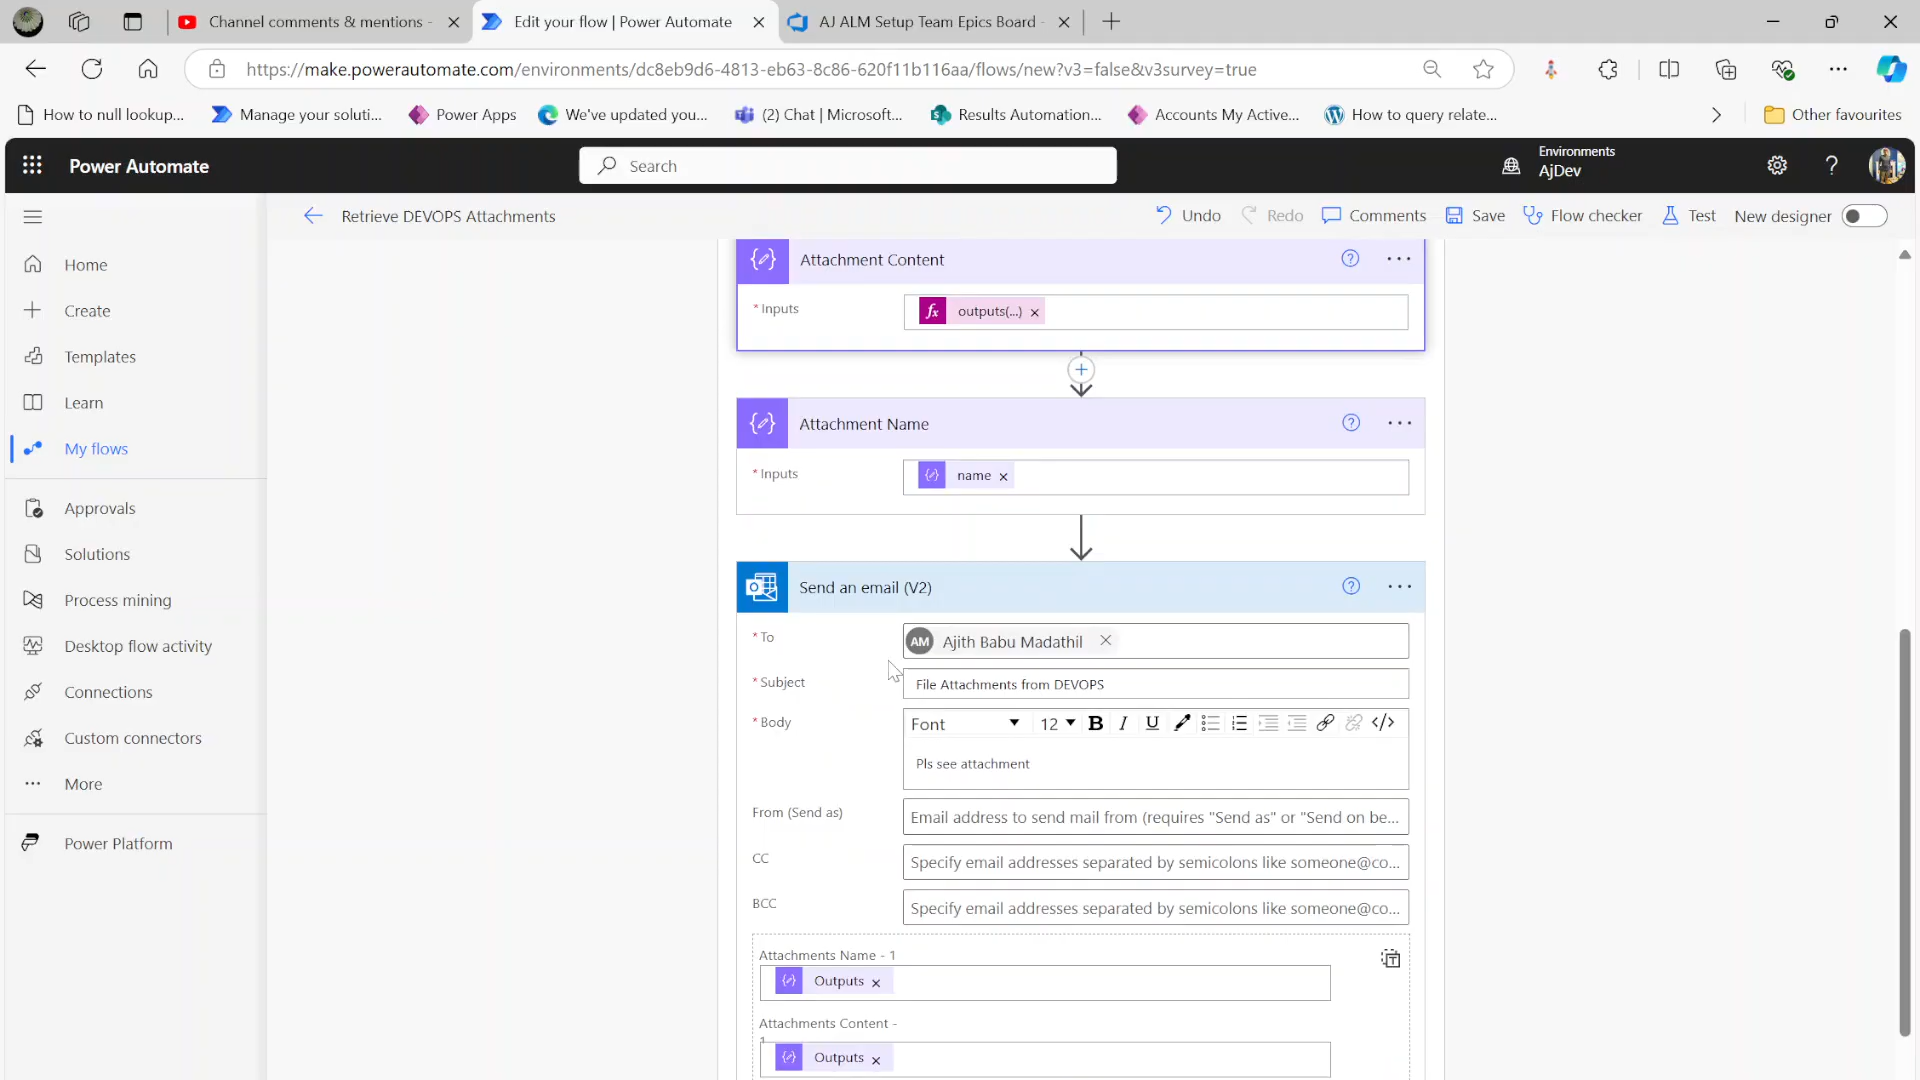 Channel comments & mentions -
Edit your flow | Power Automate
AJ ALM Setup Team Epics Board -
https://make.powerautomate.com/environments/dc8eb9d6-4813-eb63-8c86-620f11b116aa/flows/new?v3=false&v3survey=true
How to null lookup...
Manage your soluti...
Power Apps
We've updated you...
(2) Chat | Microsoft...
Results Automation...
Accounts My Active...
How to query relate...
Other favourites
Power Automate
Search
Environments
AjDev
Retrieve DEVOPS Attachments
Undo
Redo
Comments
Save
Flow checker
Test
New designer
Home
Create
Templates
Learn
My flows
Approvals
Solutions
Process mining
Desktop flow activity
Connections
Custom connectors
More
Power Platform
Attachment Content
* Inputs
fx outputs(...) ×
Attachment Name
* Inputs
name ×
Send an email (V2)
* To
AM Ajith Babu Madathil
* Subject
File Attachments from DEVOPS
* Body
Font 12 B I U </>
Pls see attachment
From (Send as)
Email address to send mail from (requires "Send as" or "Send on be...
CC
Specify email addresses separated by semicolons like someone@co...
BCC
Specify email addresses separated by semicolons like someone@co...
Attachments Name - 1
Outputs ×
Attachments Content -
1
Outputs ×